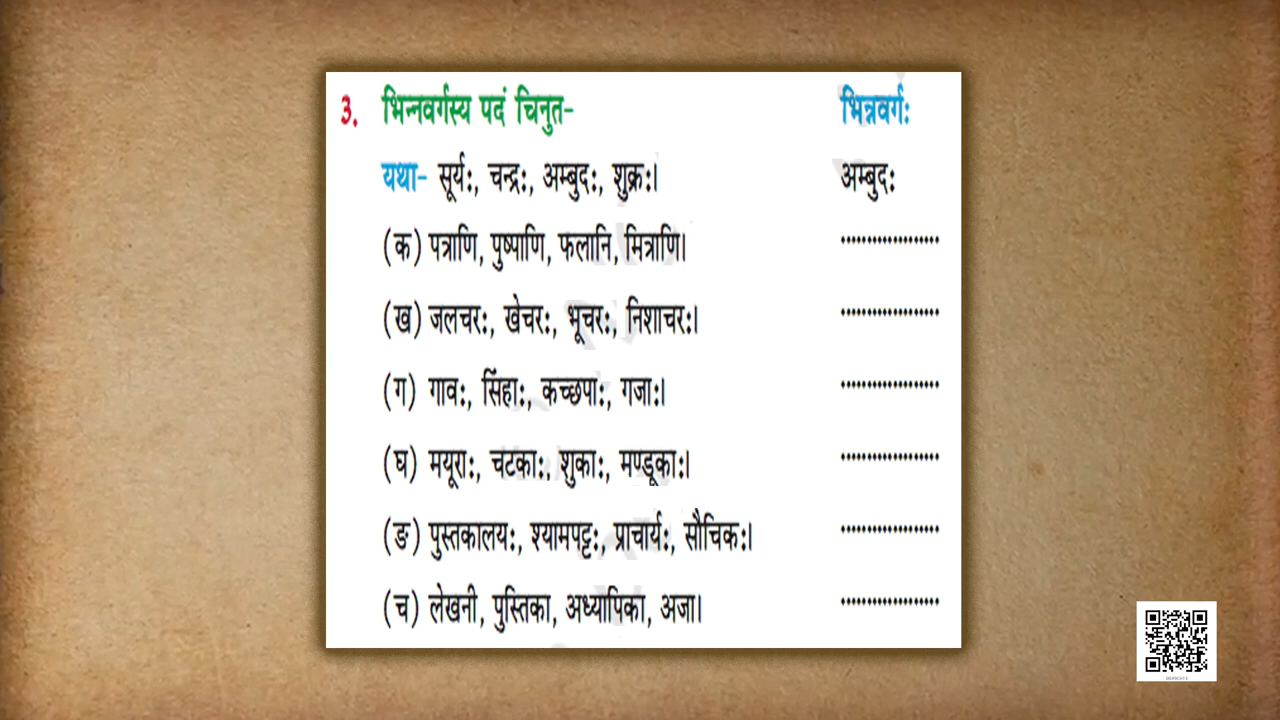 3. भिन्नवर्गस्य पदं चिनुत- भिन्नवर्गः
यथा- सूर्यः, चन्द्रः, अम्बुदः, शुक्रः। अम्बुदः
(क) पत्राणि, पुष्पाणि, फलानि, मित्राणि। ...................
(ख) जलचरः, खेचरः, भूचरः, निशाचरः। ...................
(ग) गावः, सिंहाः, कच्छपाः, गजाः। ...................
(घ) मयूराः, चटकाः, शुकाः, मण्डूकाः। ...................
(ङ) पुस्तकालयः, श्यामपट्टः, प्राचार्यः, सौचिकः। ...................
(च) लेखनी, पुस्तिका, अध्यापिका, अजा। ...................